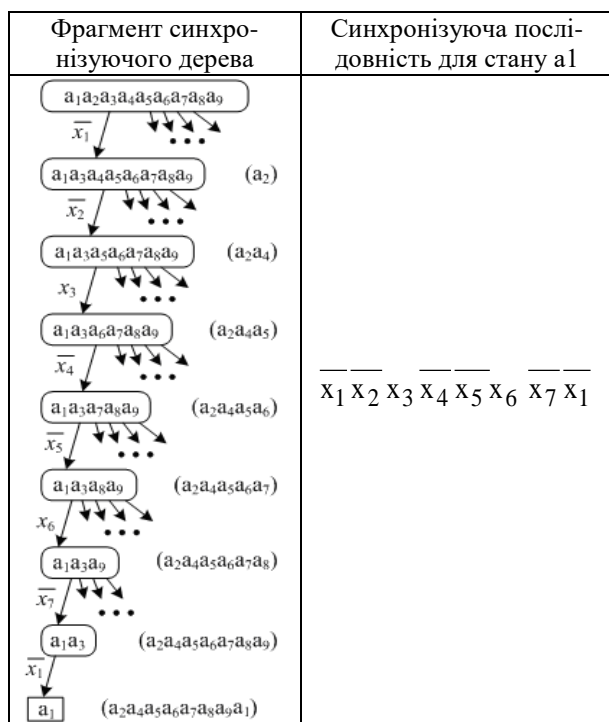 Фрагмент синхро-
нізуючого дерева
Синхронізуюча послі-
довність для стану a1
a₁a₂a₃a₄a₅a₆a₇a₈a₉
x̅₁
a₁a₃a₄a₅a₆a₇a₈a₉ (a₂)
x̅₂
a₁a₃a₅a₆a₇a₈a₉ (a₂a₄)
x₃
a₁a₃a₆a₇a₈a₉ (a₂a₄a₅)
x̅₄
a₁a₃a₇a₈a₉ (a₂a₄a₅a₆)
x̅₅
a₁a₃a₈a₉ (a₂a₄a₅a₆a₇)
x₆
a₁a₃a₉ (a₂a₄a₅a₆a₇a₈)
x̅₇
a₁a₃ (a₂a₄a₅a₆a₇a₈a₉)
x̅₁
a₁ (a₂a₄a₅a₆a₇a₈a₉a₁)
x̅₁ x̅₂ x₃ x̅₄ x̅₅ x₆ x̅₇ x̅₁